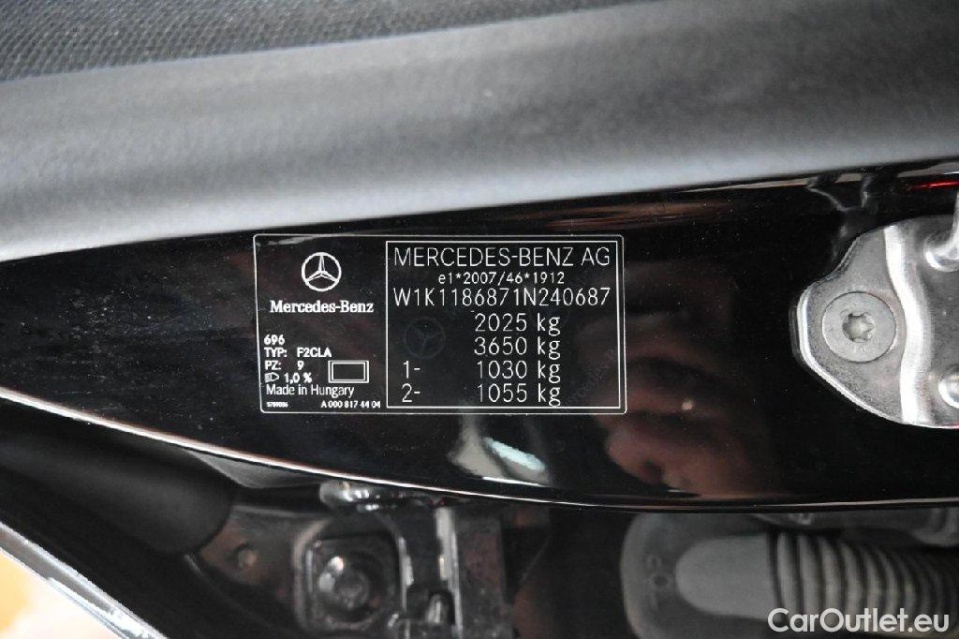 Mercedes-Benz
696
TYP: F2CLA
PZ: 9
1,0 %
Made in Hungary
A 000 817 44 04
MERCEDES-BENZ AG
e1*2007/46*1912
W1K1186871N240687
2025 kg
3650 kg
1- 1030 kg
2- 1055 kg
CarOutlet.eu